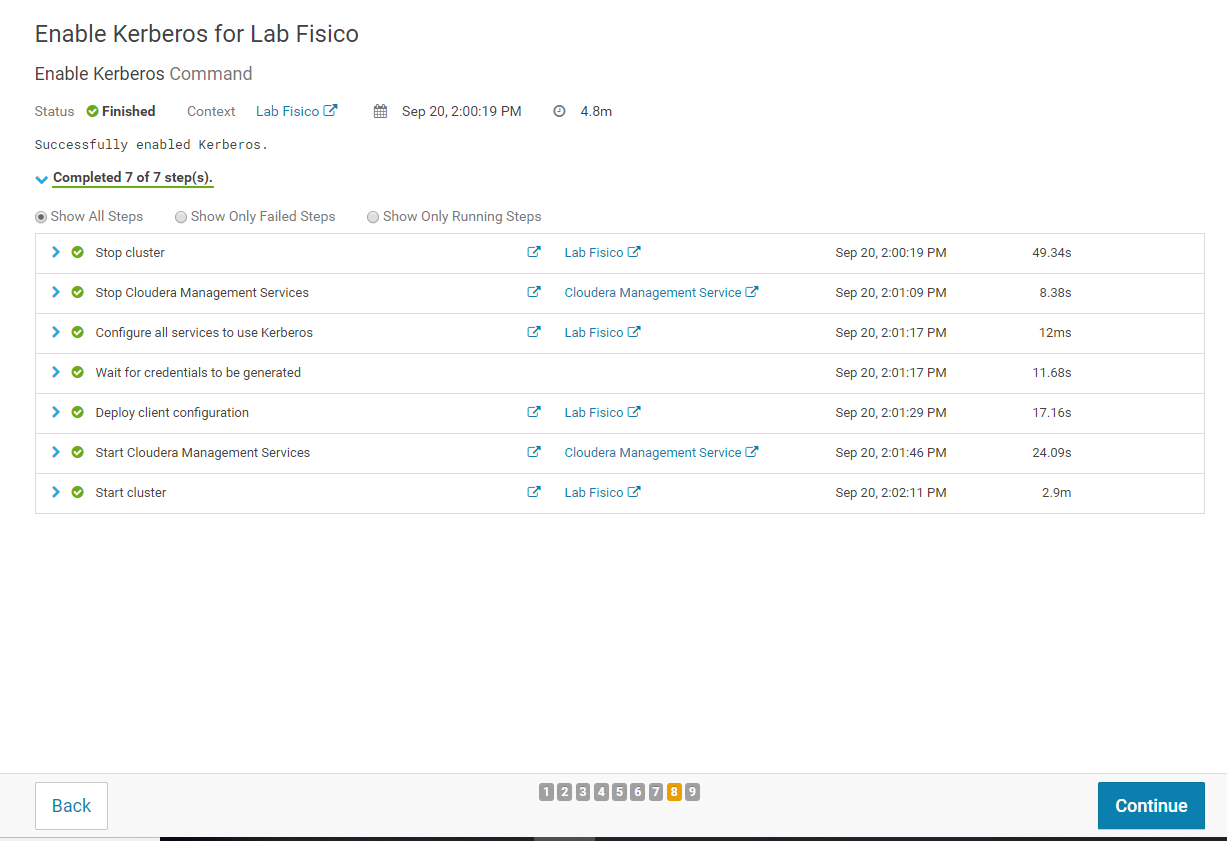 Enable Kerberos for Lab Fisico
Enable Kerberos Command
Status Finished Context Lab Fisico Sep 20, 2:00:19 PM 4.8m
Successfully enabled Kerberos.
Completed 7 of 7 step(s).
Show All Steps Show Only Failed Steps Show Only Running Steps
Stop cluster Lab Fisico Sep 20, 2:00:19 PM 49.34s
Stop Cloudera Management Services Cloudera Management Service Sep 20, 2:01:09 PM 8.38s
Configure all services to use Kerberos Lab Fisico Sep 20, 2:01:17 PM 12ms
Wait for credentials to be generated Sep 20, 2:01:17 PM 11.68s
Deploy client configuration Lab Fisico Sep 20, 2:01:29 PM 17.16s
Start Cloudera Management Services Cloudera Management Service Sep 20, 2:01:46 PM 24.09s
Start cluster Lab Fisico Sep 20, 2:02:11 PM 2.9m
Back 1 2 3 4 5 6 7 8 9 Continue